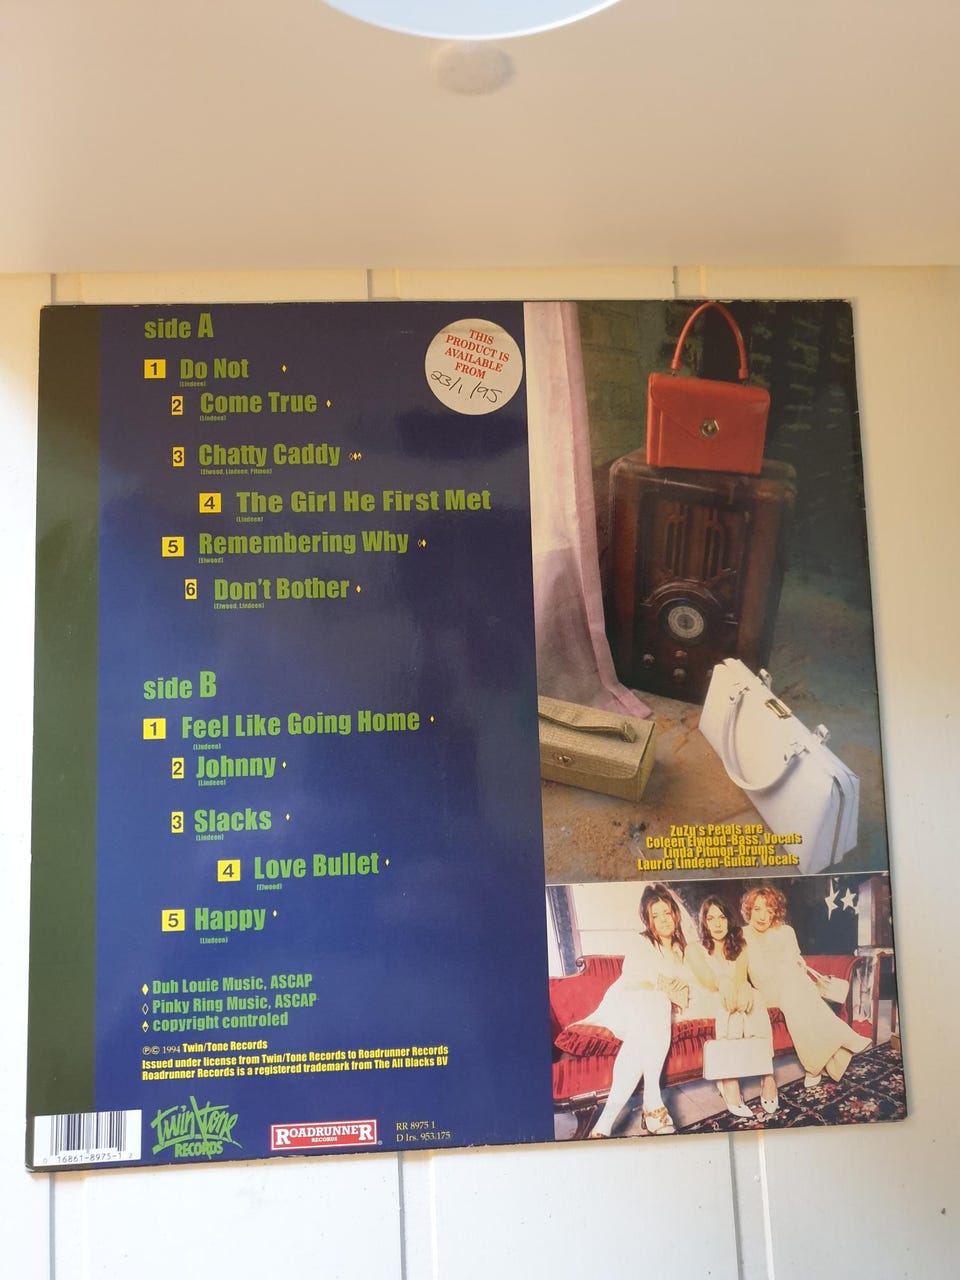 side A
1 Do Not
(Lindeen)
2 Come True
(Lindeen)
3 Chatty Caddy
(Elwood, Lindeen, Pitmon)
4 The Girl He First Met
(Lindeen)
5 Remembering Why
(Elwood)
6 Don't Bother
(Elwood, Lindeen)
THIS
PRODUCT IS
AVAILABLE
FROM
23/1/95
side B
1 Feel Like Going Home
(Lindeen)
2 Johnny
(Lindeen)
3 Slacks
(Lindeen)
4 Love Bullet
(Elwood)
5 Happy
(Lindeen)
Duh Louie Music, ASCAP
Pinky Ring Music, ASCAP
copyright controled
℗© 1994 Twin/Tone Records
Issued under license from Twin/Tone Records to Roadrunner Records
Roadrunner Records is a registered trademark from The All Blacks BV
ZuZu's Petals are
Coleen Elwood-Bass, Vocals
Linda Pitmon-Drums
Laurie Lindeen-Guitar, Vocals
0 16861-8975-1 2
Twin/Tone
RECORDS
ROADRUNNER
RECORDS
®
RR 8975 1
D Irs. 953.175